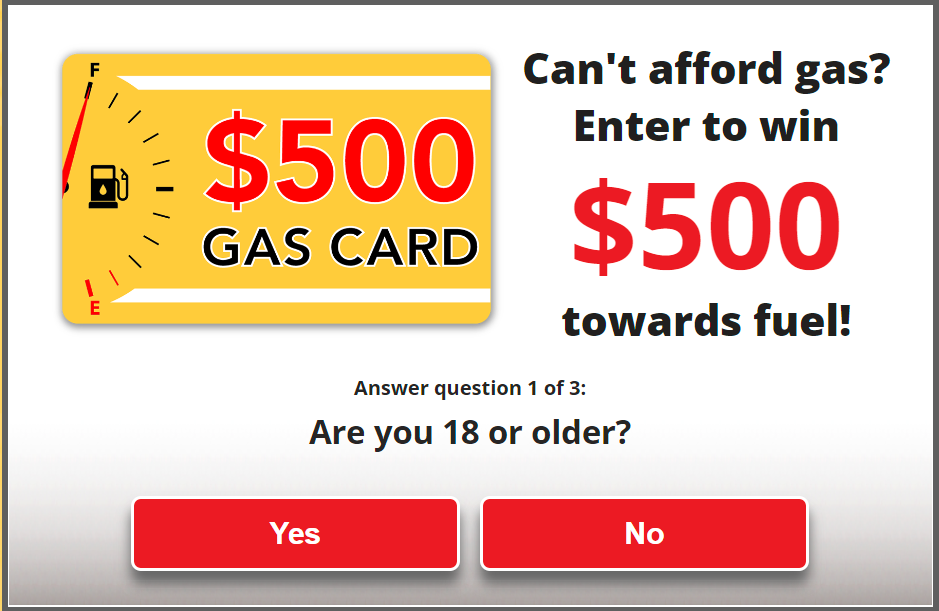 F
$500
GAS CARD
E
Can't afford gas?
Enter to win
$500
towards fuel!
Answer question 1 of 3:
Are you 18 or older?
Yes
No